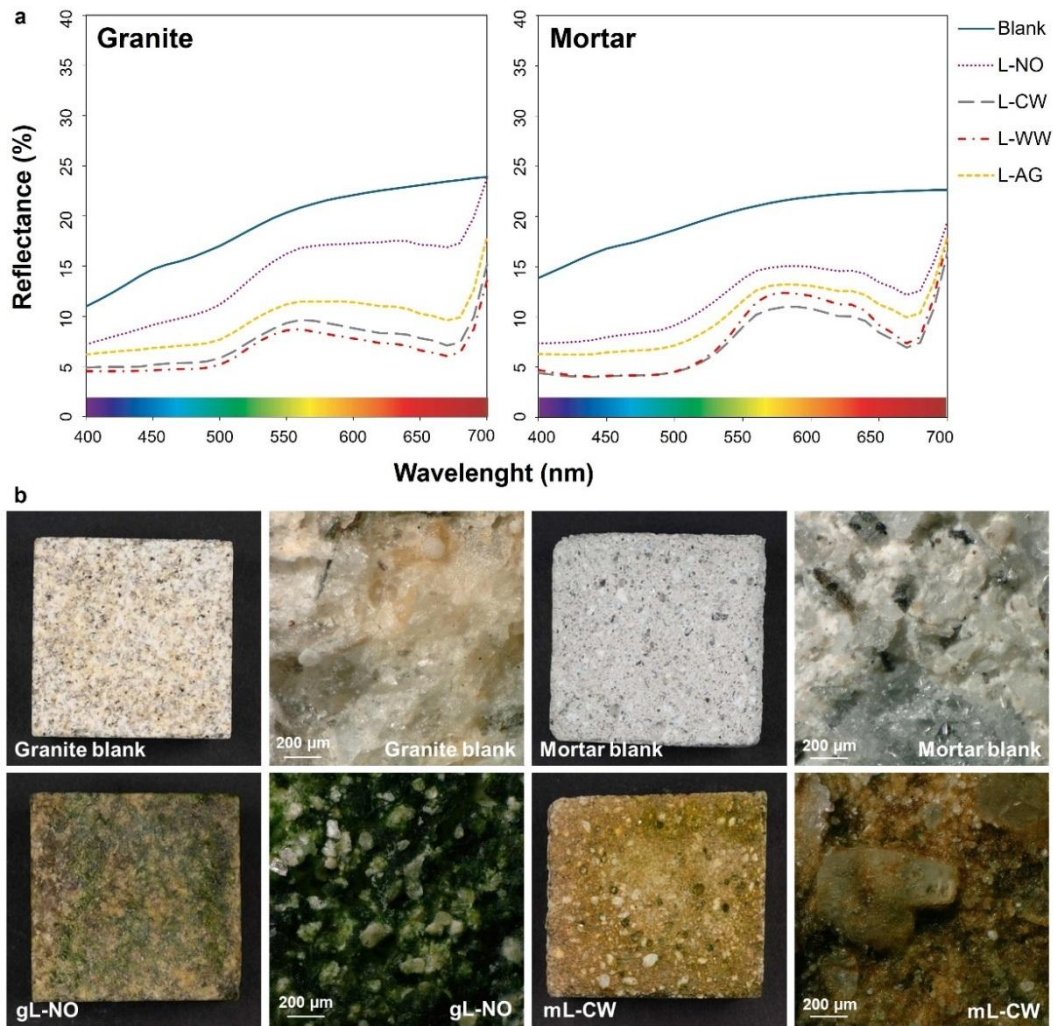 a
Granite
Mortar
Blank
L-NO
L-CW
L-WW
L-AG
Reflectance (%)
40
35
30
25
20
15
10
5
0
40
35
30
25
20
15
10
5
0
400 450 500 550 600 650 700
400 450 500 550 600 650 700
Wavelenght (nm)
b
Granite blank
200 µm
Granite blank
Mortar blank
200 µm
Mortar blank
gL-NO
200 µm
gL-NO
mL-CW
200 µm
mL-CW